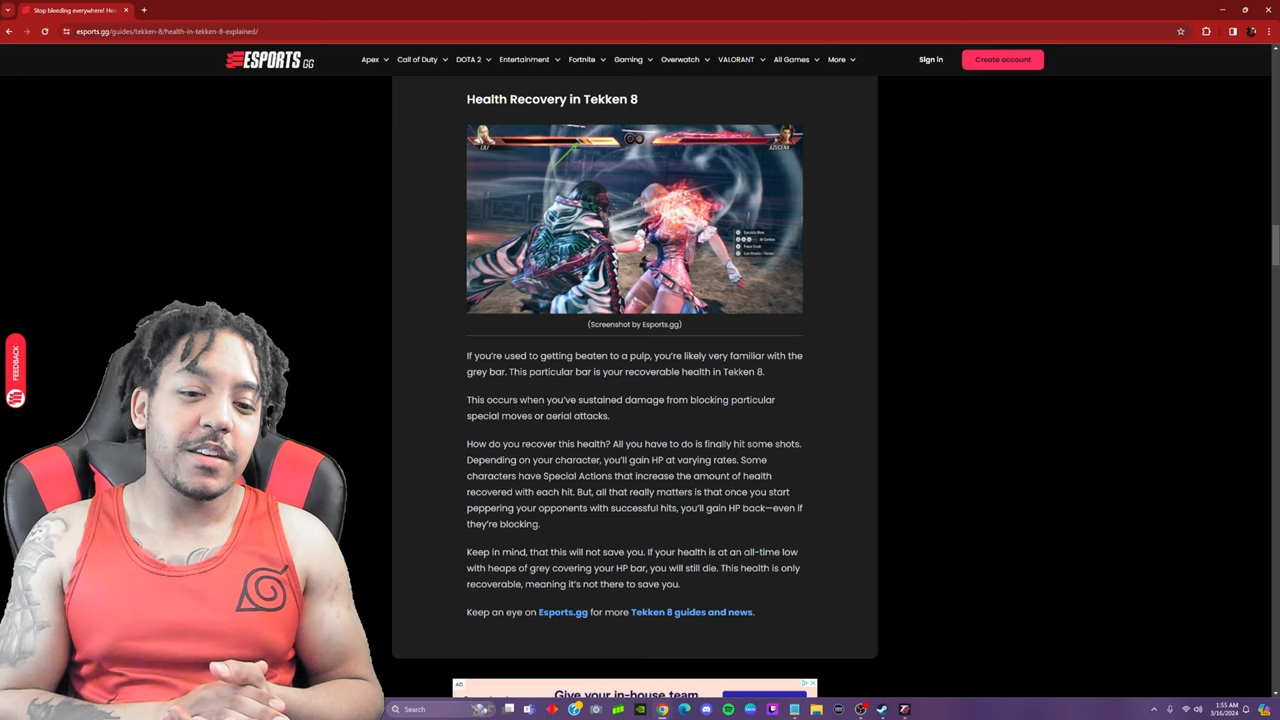 Stop bleeding everywhere! He
esports.gg/guides/tekken-8/health-in-tekken-8-explained/
ESPORTS GG
Apex
Call of Duty
DOTA 2
Entertainment
Fortnite
Gaming
Overwatch
VALORANT
All Games
More
Sign in
Create account
Health Recovery in Tekken 8
LILI
AZUCENA
Power Crush
(Screenshot by Esports.gg)
If you're used to getting beaten to a pulp, you're likely very familiar with the
grey bar. This particular bar is your recoverable health in Tekken 8.
This occurs when you've sustained damage from blocking particular
special moves or aerial attacks.
How do you recover this health? All you have to do is finally hit some shots.
Depending on your character, you'll gain HP at varying rates. Some
characters have Special Actions that increase the amount of health
recovered with each hit. But, all that really matters is that once you start
peppering your opponents with successful hits, you'll gain HP back—even if
they're blocking.
Keep in mind, that this will not save you. If your health is at an all-time low
with heaps of grey covering your HP bar, you will still die. This health is only
recoverable, meaning it's not there to save you.
Keep an eye on Esports.gg for more Tekken 8 guides and news.
FEEDBACK
AD
Give your in-house team
Search
1:55 AM
3/16/2024